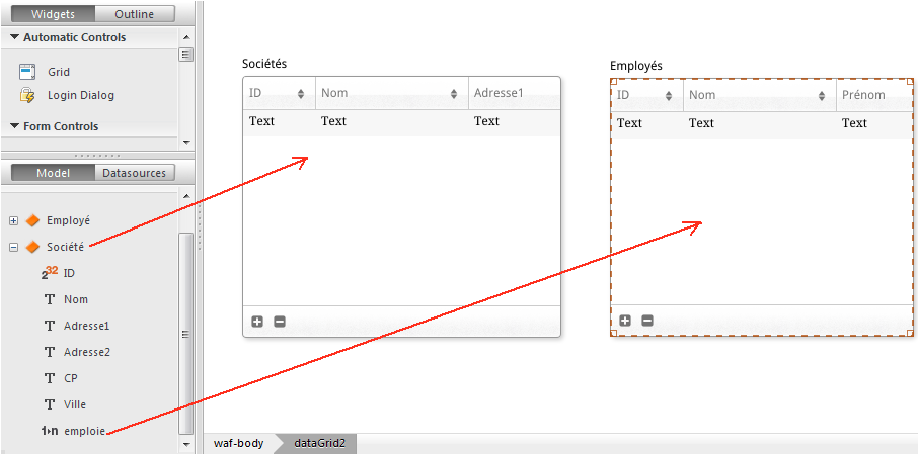 Widgets Outline
Automatic Controls
Grid
Login Dialog
Form Controls
Model Datasources
Employé
Société
232 ID
T Nom
T Adresse1
T Adresse2
T CP
T Ville
1▸n emploie
Sociétés
ID Nom Adresse1
Text Text Text
Employés
ID Nom Prénom
Text Text Text
waf-body dataGrid2